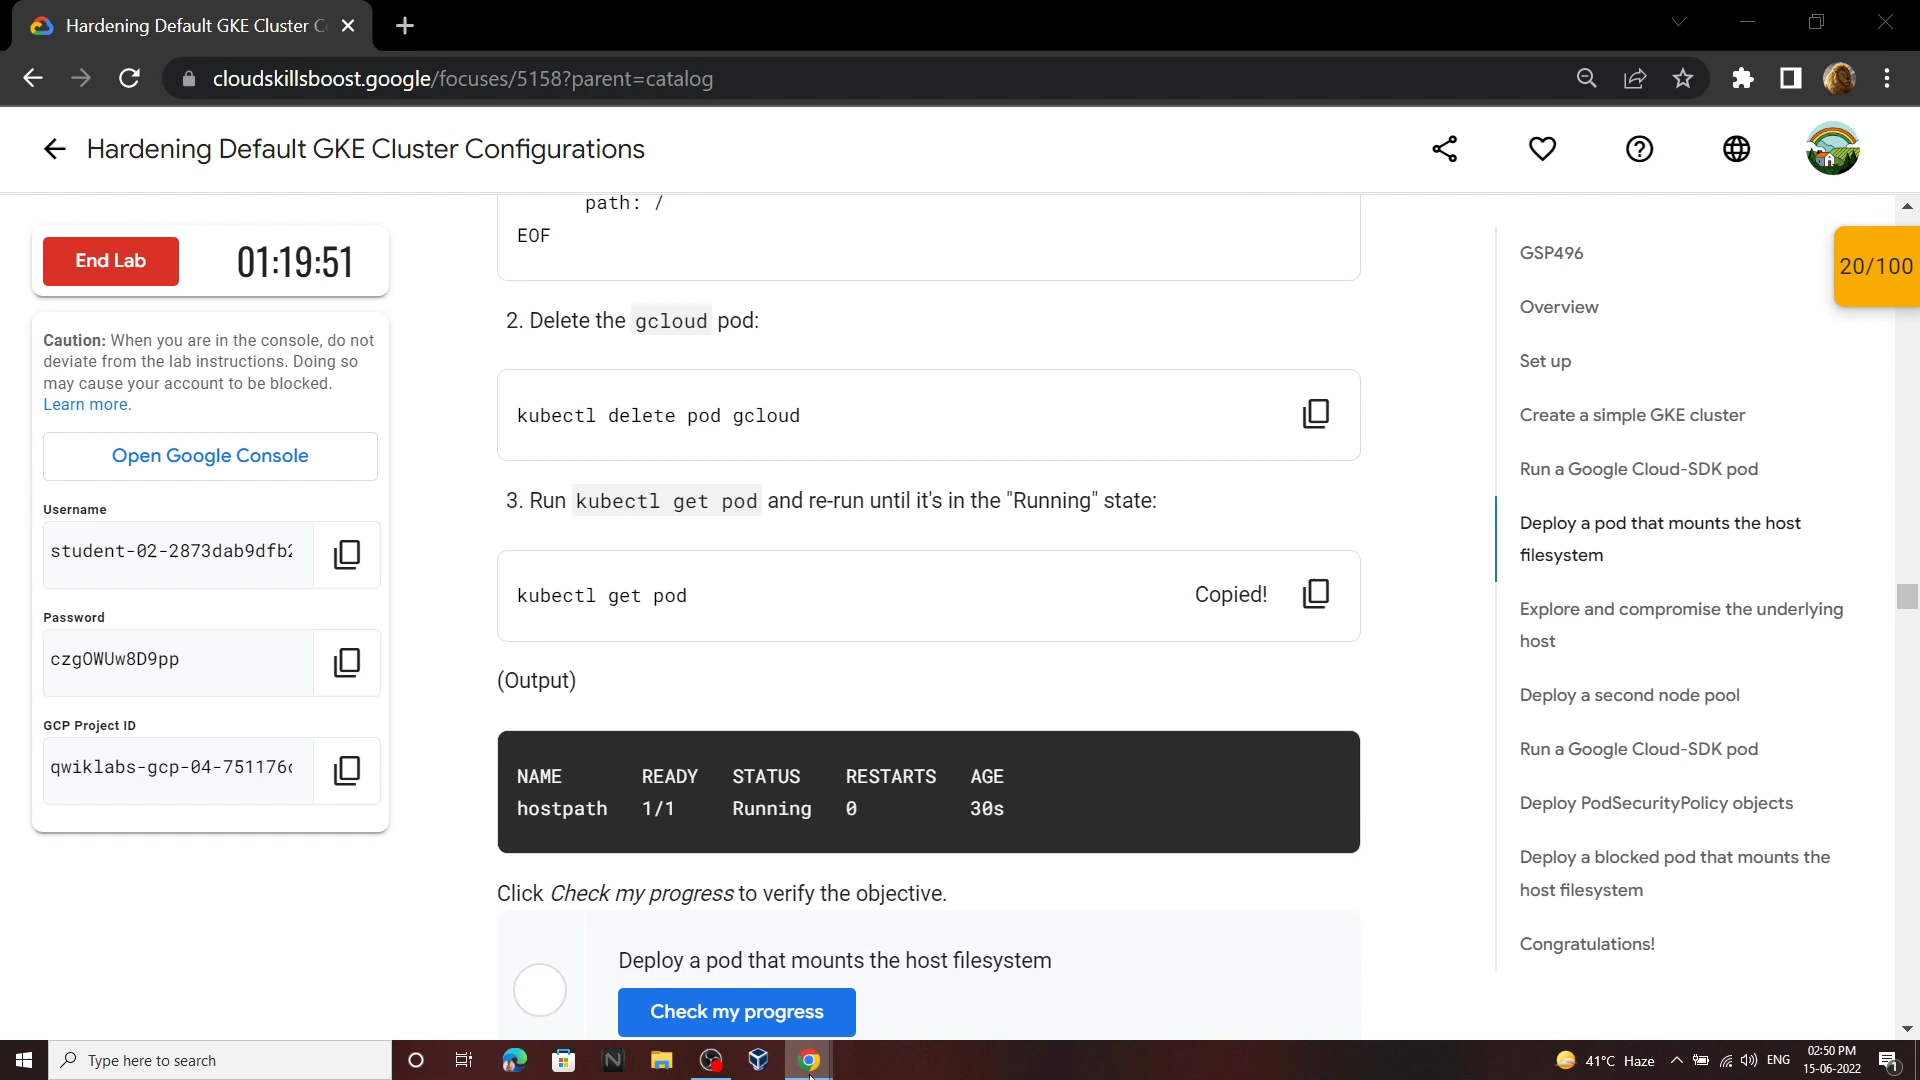 Hardening Default GKE Cluster C
cloudskillsboost.google/focuses/5158?parent=catalog
Hardening Default GKE Cluster Configurations
End Lab
01:19:51
Caution: When you are in the console, do not
deviate from the lab instructions. Doing so
may cause your account to be blocked.
Learn more.
Open Google Console
Username
student-02-2873dab9dfb2
Password
czgOWUw8D9pp
GCP Project ID
qwiklabs-gcp-04-751176c
path: /
EOF
2. Delete the gcloud pod:
kubectl delete pod gcloud
3. Run kubectl get pod and re-run until it's in the "Running" state:
kubectl get pod
Copied!
(Output)
NAME READY STATUS RESTARTS AGE
hostpath 1/1 Running 0 30s
Click Check my progress to verify the objective.
Deploy a pod that mounts the host filesystem
Check my progress
GSP496
20/100
Overview
Set up
Create a simple GKE cluster
Run a Google Cloud-SDK pod
Deploy a pod that mounts the host
filesystem
Explore and compromise the underlying
host
Deploy a second node pool
Run a Google Cloud-SDK pod
Deploy PodSecurityPolicy objects
Deploy a blocked pod that mounts the
host filesystem
Congratulations!
Type here to search
41°C Haze
ENG
02:50 PM
15-06-2022
1